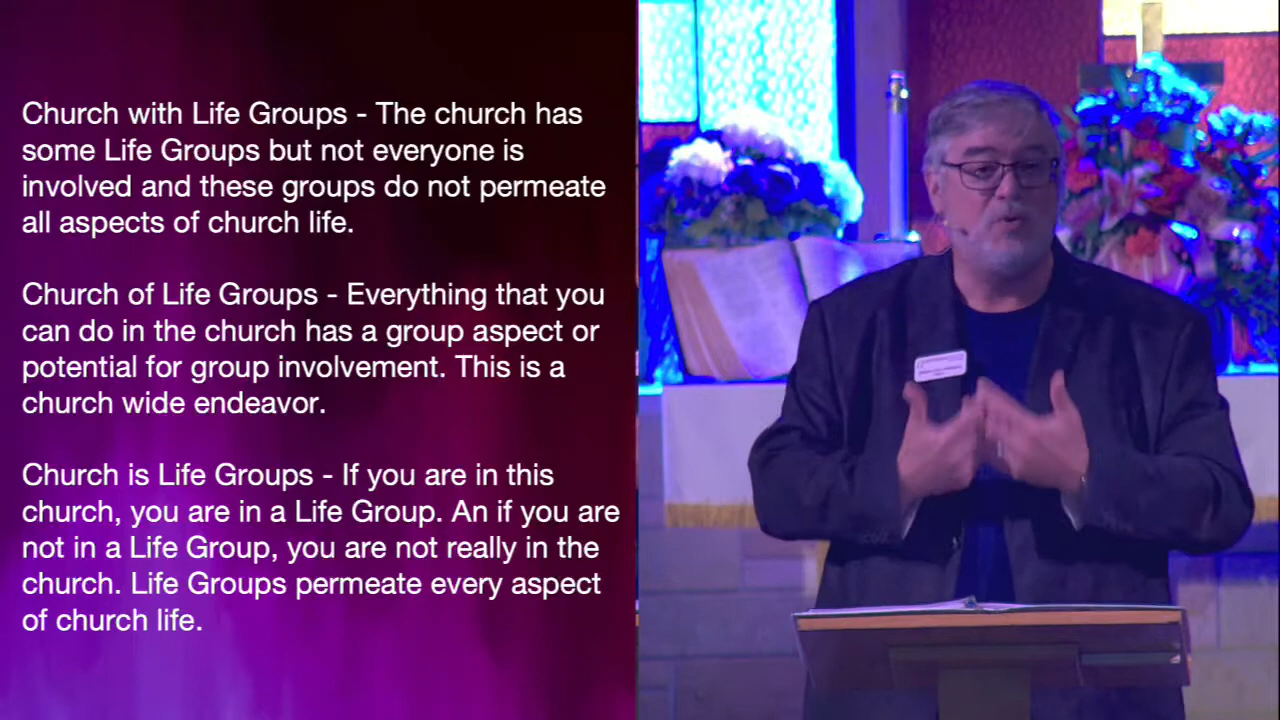 Church with Life Groups - The church has
some Life Groups but not everyone is
involved and these groups do not permeate
all aspects of church life.
Church of Life Groups - Everything that you
can do in the church has a group aspect or
potential for group involvement. This is a
church wide endeavor.
Church is Life Groups - If you are in this
church, you are in a Life Group. An if you are
not in a Life Group, you are not really in the
church. Life Groups permeate every aspect
of church life.